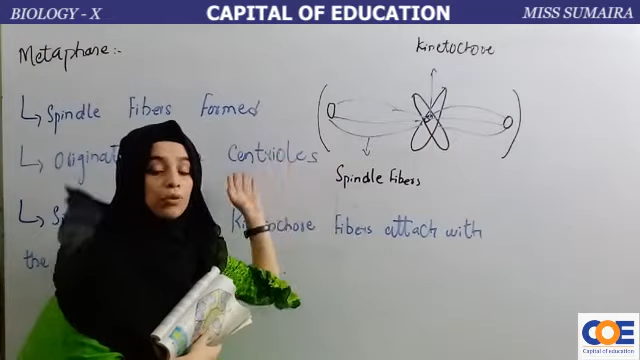 BIOLOGY - X
CAPITAL OF EDUCATION
MISS SUMAIRA
Metaphase:-
Kinetochore
Spindle Fibers formed
Centrioles
Spindle Fibers
Fibers attach with
the
COE
Capital of education